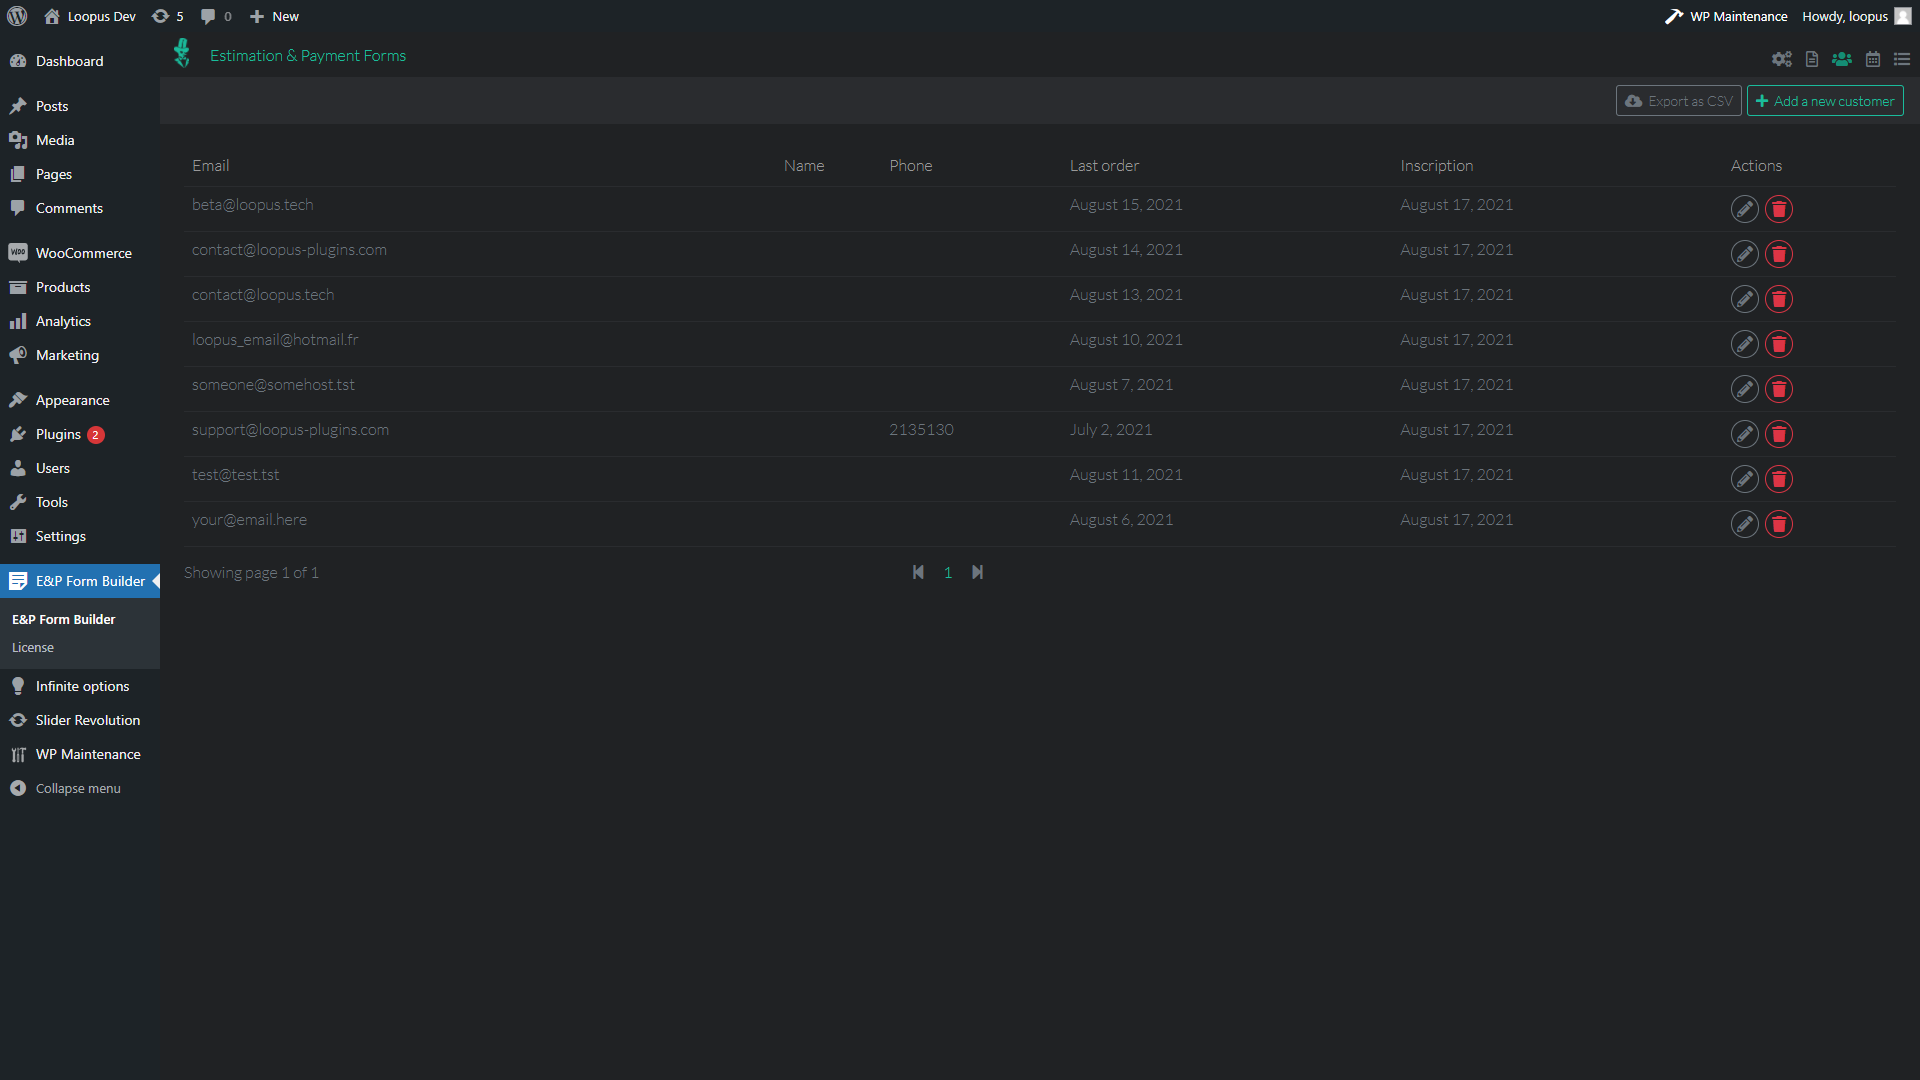 Loopus Dev 5 0 New WP Maintenance Howdy, loopus
Dashboard
Posts
Media
Pages
Comments
WooCommerce
Products
Analytics
Marketing
Appearance
Plugins 2
Users
Tools
Settings
E&P Form Builder
E&P Form Builder
License
Infinite options
Slider Revolution
WP Maintenance
Collapse menu
Estimation & Payment Forms
Export as CSV Add a new customer
Email Name Phone Last order Inscription Actions
beta@loopus.tech August 15, 2021 August 17, 2021
contact@loopus-plugins.com August 14, 2021 August 17, 2021
contact@loopus.tech August 13, 2021 August 17, 2021
loopus_email@hotmail.fr August 10, 2021 August 17, 2021
someone@somehost.tst August 7, 2021 August 17, 2021
support@loopus-plugins.com 2135130 July 2, 2021 August 17, 2021
test@test.tst August 11, 2021 August 17, 2021
your@email.here August 6, 2021 August 17, 2021
Showing page 1 of 1 1